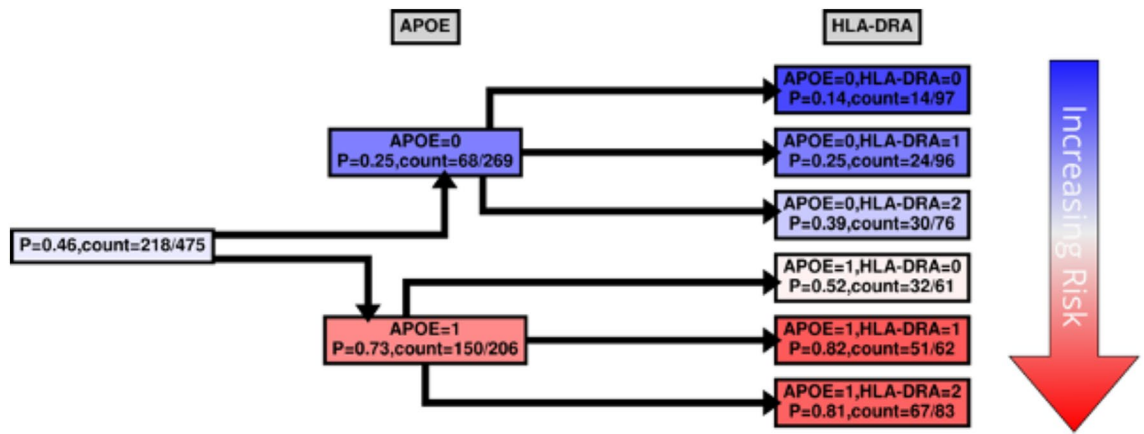 APOE
HLA-DRA
APOE=0,HLA-DRA=0
P=0.14,count=14/97
APOE=0
P=0.25,count=68/269
APOE=0,HLA-DRA=1
P=0.25,count=24/96
APOE=0,HLA-DRA=2
P=0.39,count=30/76
P=0.46,count=218/475
APOE=1,HLA-DRA=0
P=0.52,count=32/61
APOE=1
P=0.73,count=150/206
APOE=1,HLA-DRA=1
P=0.82,count=51/62
APOE=1,HLA-DRA=2
P=0.81,count=67/83
Increasing Risk